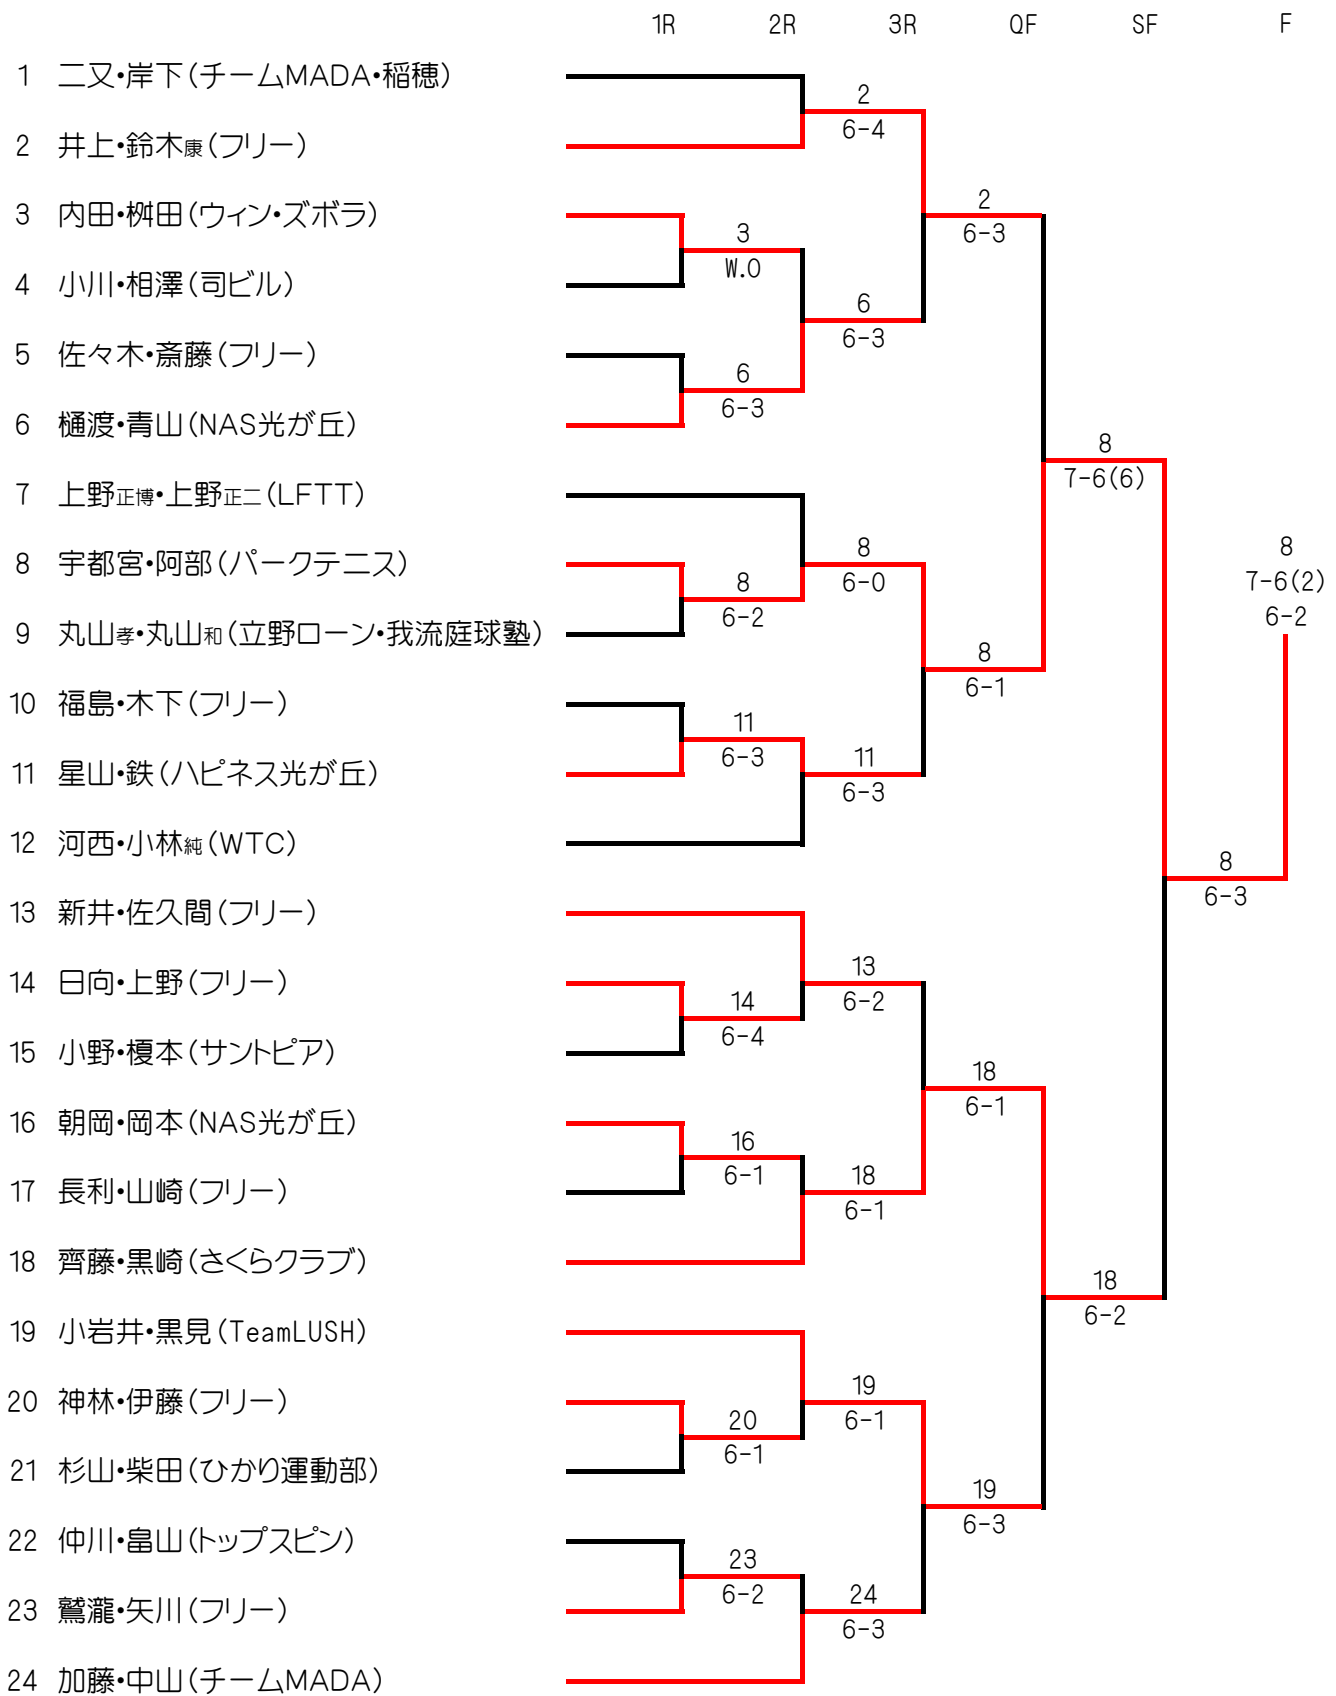 1R 2R 3R QF SF F
1 二又・岸下(チームMADA・稲穂)
2
6-4
2 井上・鈴木康(フリー)
3 内田・桝田(ウィン・ズボラ)
2
6-3
3
W.O
4 小川・相澤(司ビル)
6
6-3
5 佐々木・斎藤(フリー)
6
6-3
6 樋渡・青山(NAS光が丘)
8
7-6(6)
7 上野正博・上野正二(LFTT)
8 宇都宮・阿部(パークテニス)
8
6-0
8
7-6(2)
6-2
8
6-2
9 丸山孝・丸山和(立野ローン・我流庭球塾)
8
6-1
10 福島・木下(フリー)
11
6-3
11 星山・鉄(ハピネス光が丘)
11
6-3
12 河西・小林純(WTC)
8
6-3
13 新井・佐久間(フリー)
14 日向・上野(フリー)
13
6-2
14
6-4
15 小野・榎本(サントピア)
18
6-1
16 朝岡・岡本(NAS光が丘)
16
6-1
17 長利・山崎(フリー)
18
6-1
18 齊藤・黒崎(さくらクラブ)
18
6-2
19 小岩井・黒見(TeamLUSH)
20 神林・伊藤(フリー)
19
6-1
20
6-1
21 杉山・柴田(ひかり運動部)
19
6-3
22 仲川・畠山(トップスピン)
23
6-2
23 鷲瀧・矢川(フリー)
24
6-3
24 加藤・中山(チームMADA)